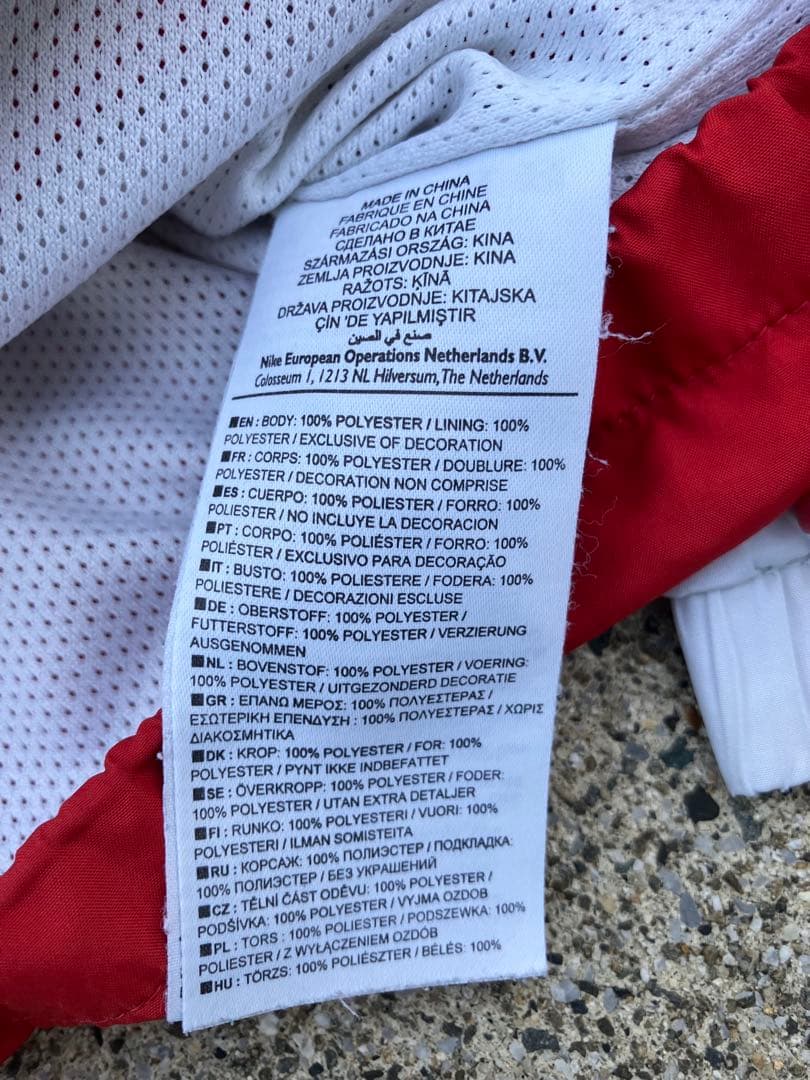 MADE IN CHINA
FABRIQUE EN CHINE
FABRICADO NA CHINA
СДЕЛАНО В КИТАЕ
SZÁRMAZÁSI ORSZÁG: KINA
ZEMLJA PROIZVODNJE: KINA
RAŽOTS: ĶĪNĀ
DRŽAVA PROIZVODNJE: KITAJSKA
ÇİN 'DE YAPILMIŞTIR
صنع في الصين
Nike European Operations Netherlands B.V.
Colosseum 1, 1213 NL Hilversum, The Netherlands
EN : BODY: 100% POLYESTER / LINING: 100%
POLYESTER / EXCLUSIVE OF DECORATION
FR : CORPS: 100% POLYESTER / DOUBLURE: 100%
POLYESTER / DECORATION NON COMPRISE
ES : CUERPO: 100% POLIESTER / FORRO: 100%
POLIESTER / NO INCLUYE LA DECORACION
PT : CORPO: 100% POLIÉSTER / FORRO: 100%
POLIÉSTER / EXCLUSIVO PARA DECORAÇÃO
IT : BUSTO: 100% POLIESTERE / FODERA: 100%
POLIESTERE / DECORAZIONI ESCLUSE
DE : OBERSTOFF: 100% POLYESTER /
FUTTERSTOFF: 100% POLYESTER / VERZIERUNG
AUSGENOMMEN
NL : BOVENSTOF: 100% POLYESTER / VOERING:
100% POLYESTER / UITGEZONDERD DECORATIE
GR : ΕΠΑΝΩ ΜΕΡΟΣ: 100% ΠΟΛΥΕΣΤΕΡΑΣ /
ΕΣΩΤΕΡΙΚΗ ΕΠΕΝΔΥΣΗ : 100% ΠΟΛΥΕΣΤΕΡΑΣ / ΧΩΡΙΣ
ΔΙΑΚΟΣΜΗΤΙΚΑ
DK : KROP: 100% POLYESTER / FOR: 100%
POLYESTER / PYNT IKKE INDBEFATTET
SE : ÖVERKROPP: 100% POLYESTER / FODER:
100% POLYESTER / UTAN EXTRA DETALJER
FI : RUNKO: 100% POLYESTERI / VUORI: 100%
POLYESTERI / ILMAN SOMISTEITA
RU : КОРСАЖ: 100% ПОЛИЭСТЕР / ПОДКЛАДКА:
100% ПОЛИЭСТЕР / БЕЗ УКРАШЕНИЙ
CZ : TĚLNÍ ČÁST ODĚVU: 100% POLYESTER /
PODŠÍVKA: 100% POLYESTER / VYJMA OZDOB
PL : TORS : 100% POLIESTER / PODSZEWKA: 100%
POLIESTER / Z WYŁĄCZENIEM OZDÓB
HU : TÖRZS: 100% POLIÉSZTER / BÉLÉS: 100%